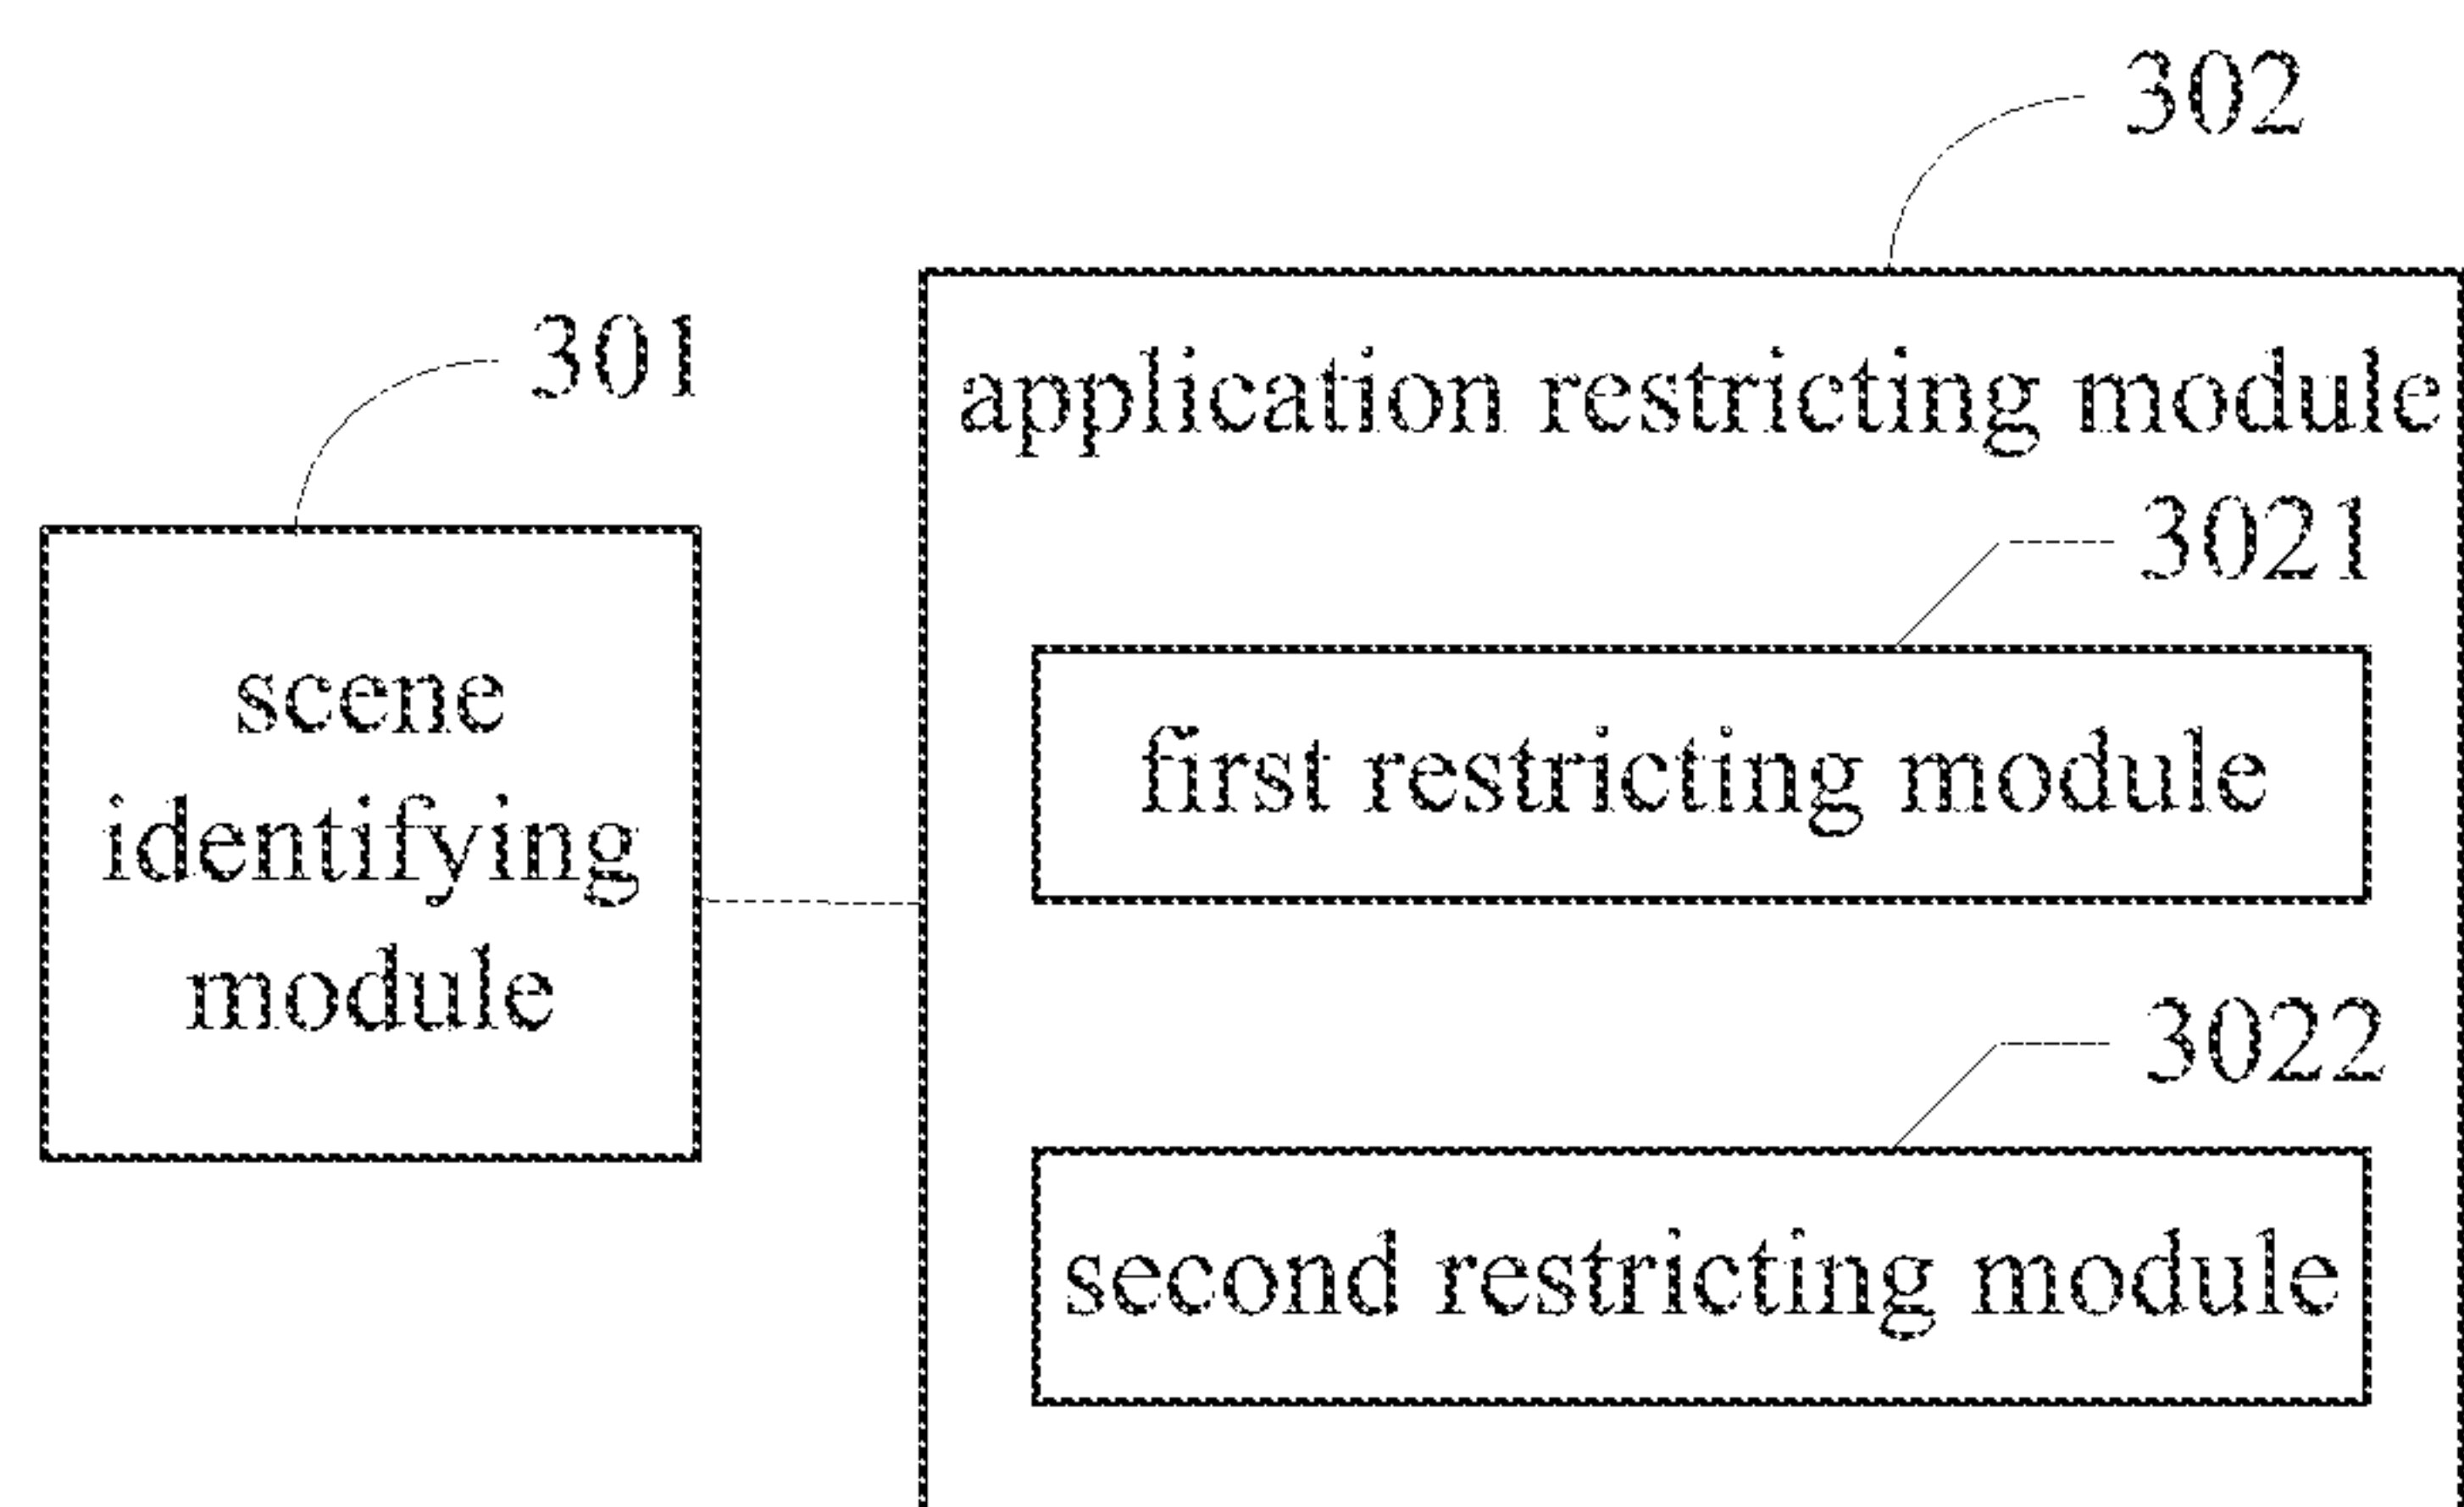 302
301
application restricting module
3021
scene
identifying
module
first restricting module
3022
second restricting module